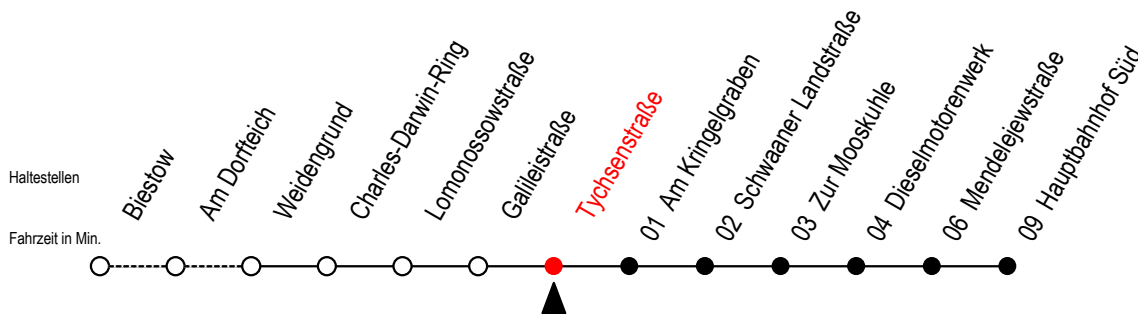 Haltestellen
Fahrzeit in Min.
Biestow
Am Dorfteich
Weidengrund
Charles-Darwin-Ring
Lomonossowstraße
Galileistraße
Tychsenstraße
01 Am Kringelgraben
02 Schwaaner Landstraße
03 Zur Mooskuhle
04 Dieselmotorenwerk
06 Mendelejewstraße
09 Hauptbahnhof Süd